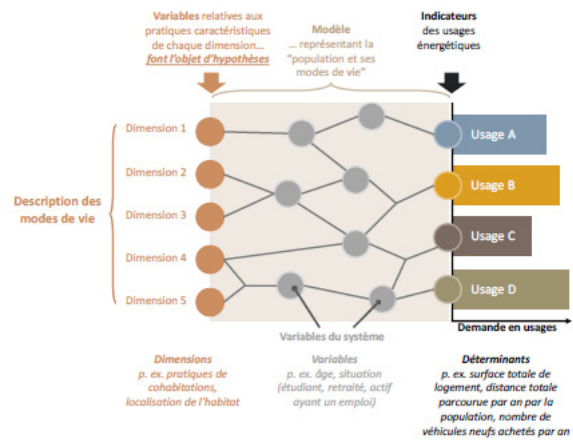 Variables relatives aux
pratiques caractéristiques
de chaque dimension...
font l'objet d'hypothèses
Modèle
... représentant la
"population et ses
modes de vie"
Indicateurs
des usages
énergétiques
Description des
modes de vie
Dimension 1
Dimension 2
Dimension 3
Dimension 4
Dimension 5
Usage A
Usage B
Usage C
Usage D
Variables du système
Demande en usages
Dimensions
p. ex. pratiques de
cohabitations,
localisation de l'habitat
Variables
p. ex. âge, situation
(étudiant, retraité, actif
ayant un emploi)
Déterminants
p. ex. surface totale de
logement, distance totale
parcourue par an par la
population, nombre de
véhicules neufs achetés par an